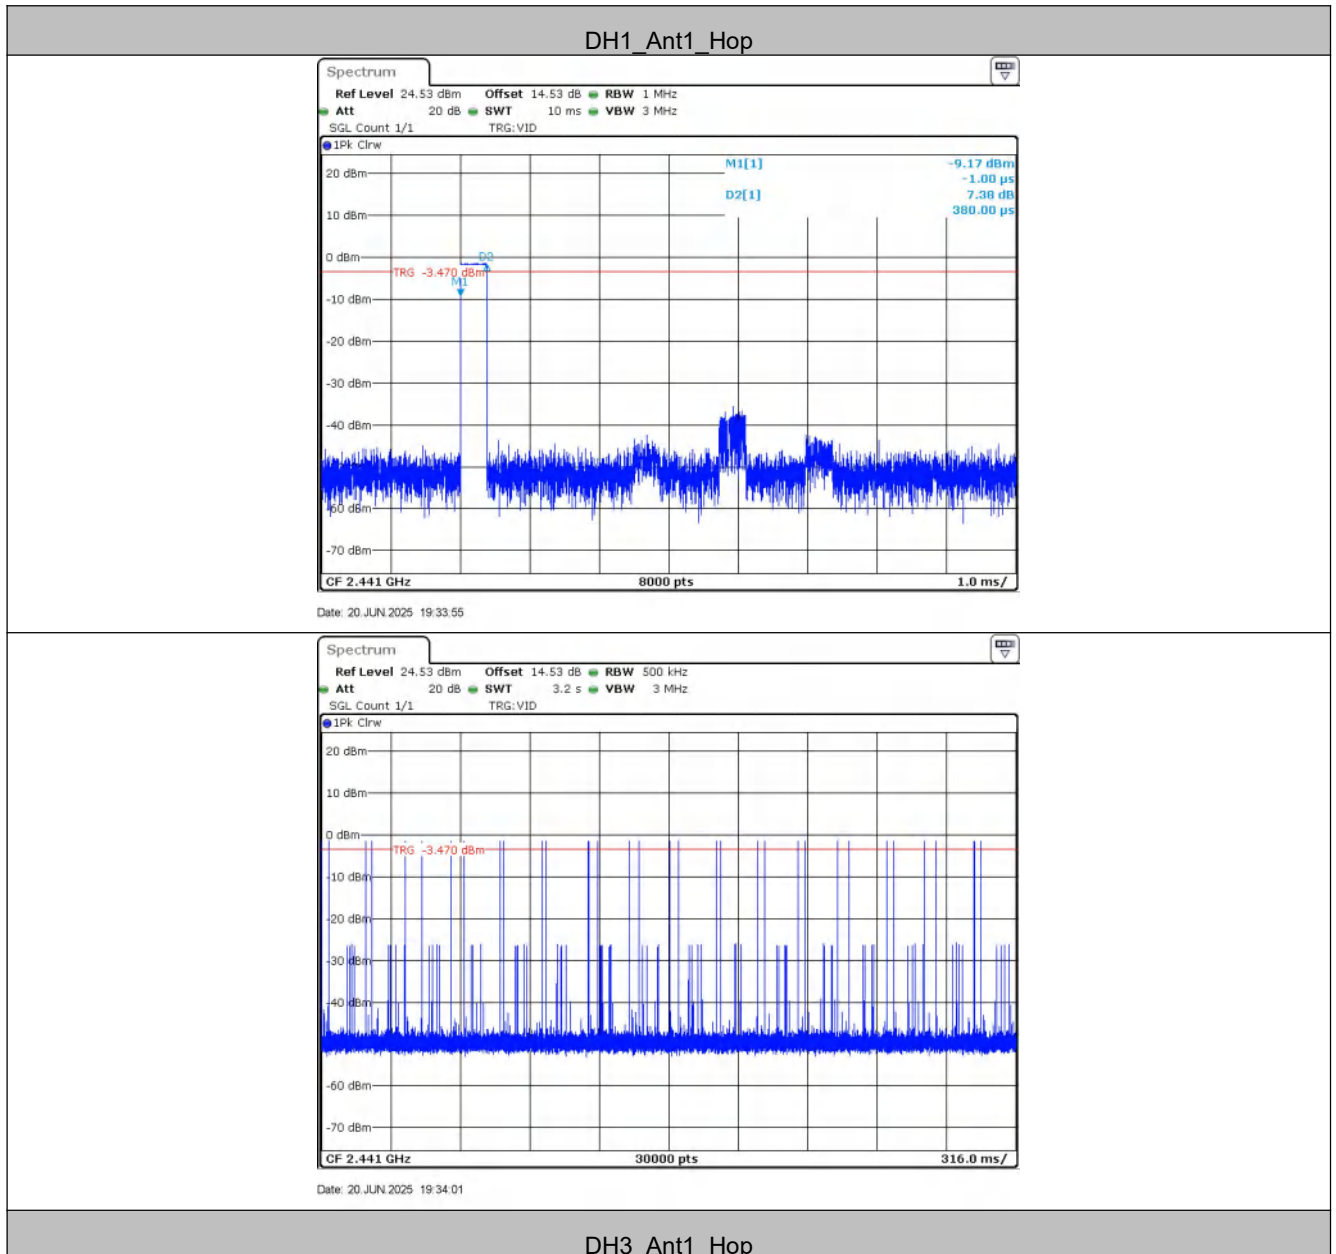 DH1_Ant1_Hop
Spectrum
Ref Level 24.53 dBm Offset 14.53 dB RBW 1 MHz
Att 20 dB SWT 10 ms VBW 3 MHz
SGL Count 1/1 TRG:VID
1Pk Clrw
M1[1] -9.17 dBm
-1.00 µs
20 dBm
D2[1] 7.38 dB
380.00 µs
10 dBm
0 dBm
D2
TRG -3.470 dBm
M1
-10 dBm
-20 dBm
-30 dBm
-40 dBm
-60 dBm
-70 dBm
CF 2.441 GHz 8000 pts 1.0 ms/
Date: 20.JUN.2025 19:33:55
Spectrum
Ref Level 24.53 dBm Offset 14.53 dB RBW 500 kHz
Att 20 dB SWT 3.2 s VBW 3 MHz
SGL Count 1/1 TRG:VID
1Pk Clrw
20 dBm
10 dBm
0 dBm
TRG -3.470 dBm
-10 dBm
-20 dBm
-30 dBm
-40 dBm
-60 dBm
-70 dBm
CF 2.441 GHz 30000 pts 316.0 ms/
Date: 20.JUN.2025 19:34:01
DH3_Ant1_Hop